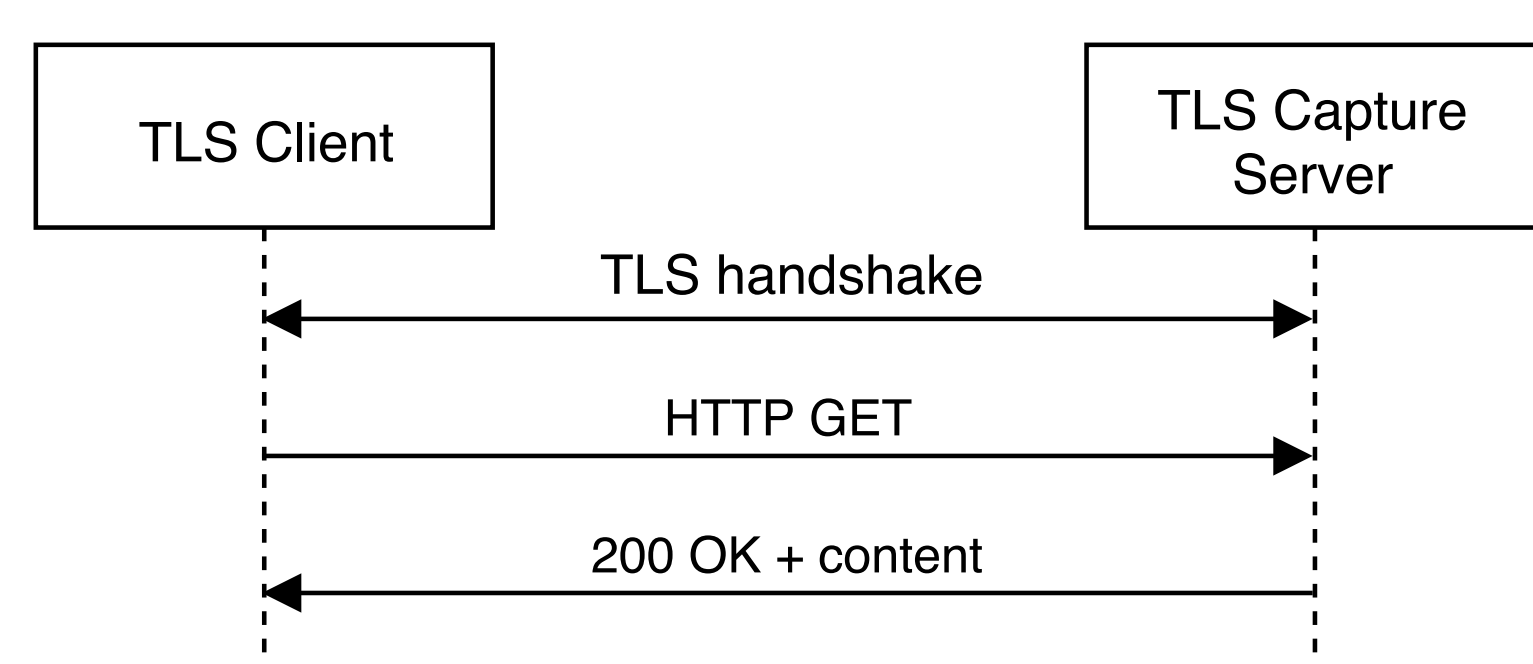 TLS Client
TLS Capture
Server
TLS handshake
HTTP GET
200 OK + content